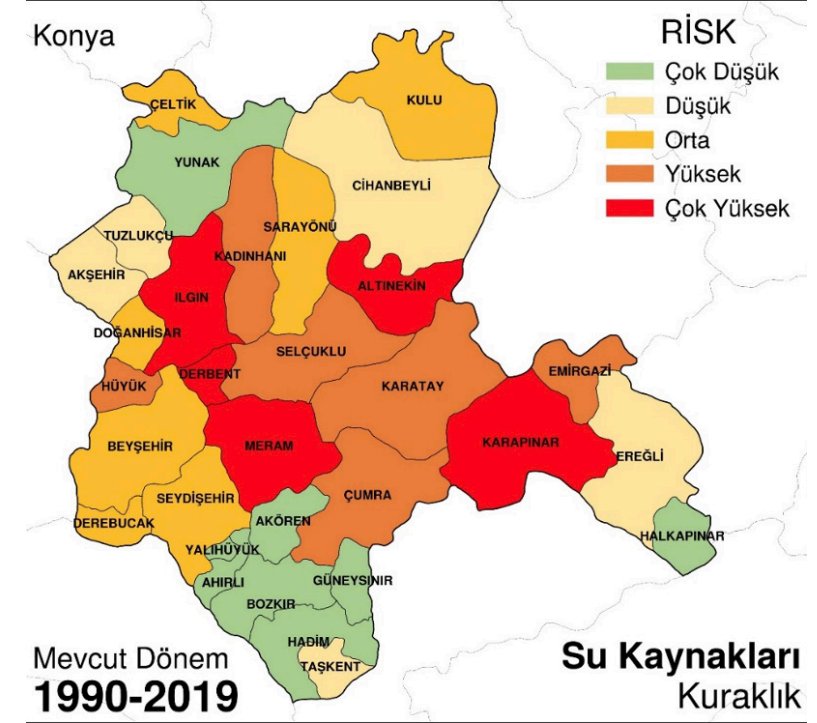 Konya
RİSK
Çok Düşük
Düşük
Orta
Yüksek
Çok Yüksek
ÇELTİK
KULU
YUNAK
CİHANBEYLİ
TUZLUKÇU
SARAYÖNÜ
KADINHANI
AKŞEHİR
ILGIN
ALTINEKİN
DOĞANHİSAR
SELÇUKLU
DERBENT
HÜYÜK
KARATAY
EMİRGAZİ
BEYŞEHİR
MERAM
KARAPINAR
EREĞLİ
SEYDİŞEHİR
ÇUMRA
DEREBUCAK
AKÖREN
HALKAPINAR
YALIHÜYÜK
AHIRLI
GÜNEYSINIR
BOZKIR
HADİM
TAŞKENT
Mevcut Dönem
1990-2019
Su Kaynakları
Kuraklık